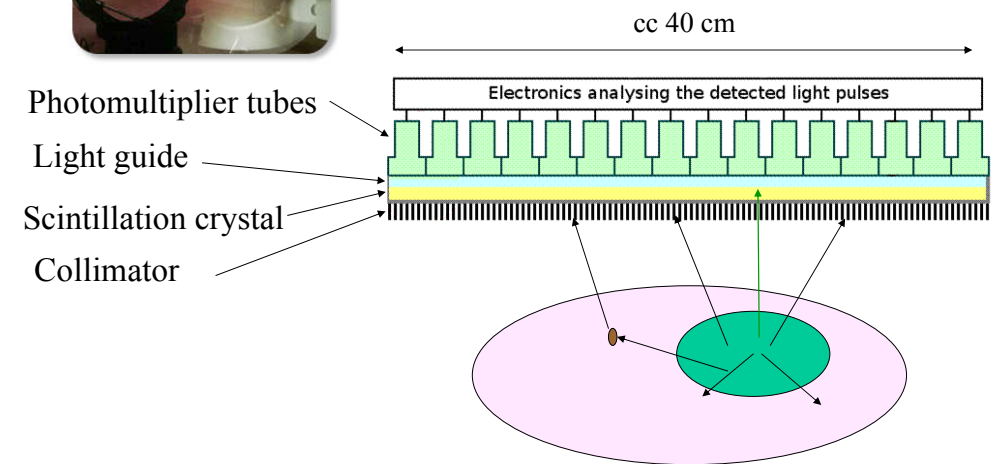 cc 40 cm
Electronics analysing the detected light pulses
Photomultiplier tubes
Light guide
Scintillation crystal
Collimator